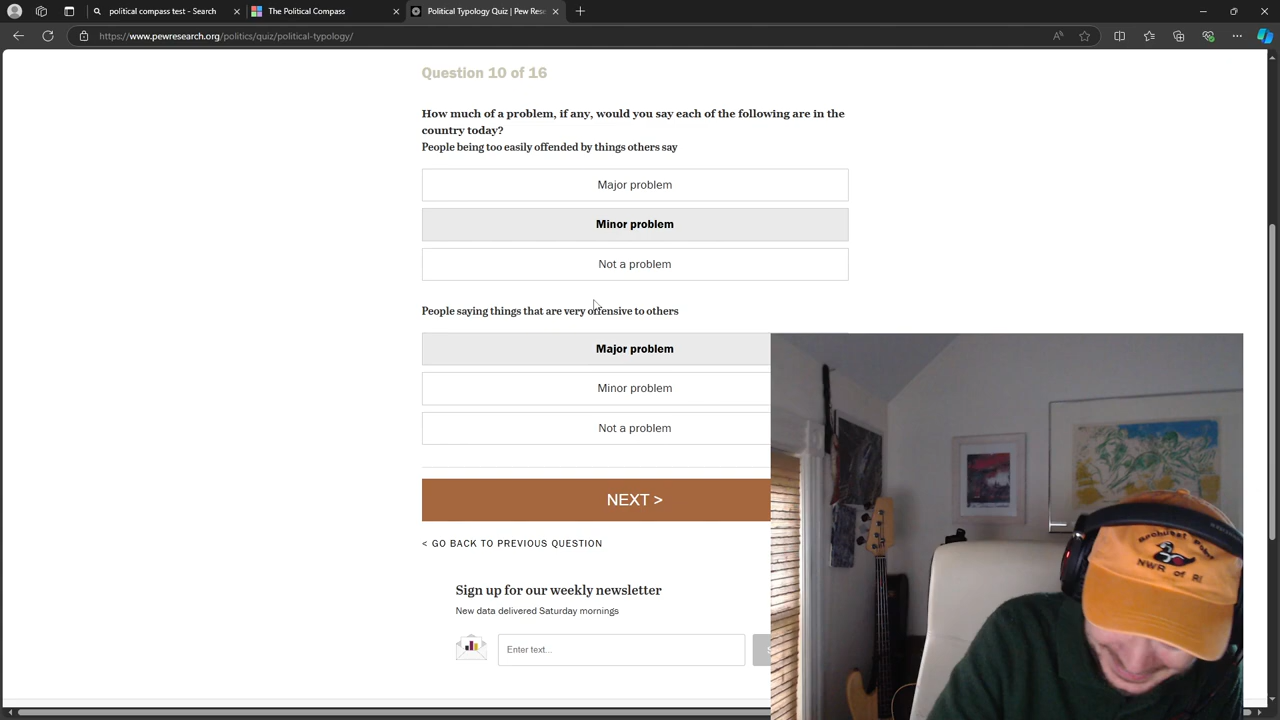 political compass test - Search
The Political Compass
Political Typology Quiz | Pew Res
https://www.pewresearch.org/politics/quiz/political-typology/
Question 10 of 16
How much of a problem, if any, would you say each of the following are in the
country today?
People being too easily offended by things others say
Major problem
Minor problem
Not a problem
People saying things that are very offensive to others
Major problem
Minor problem
Not a problem
NEXT >
< GO BACK TO PREVIOUS QUESTION
Sign up for our weekly newsletter
New data delivered Saturday mornings
Enter text...
NWR of RI